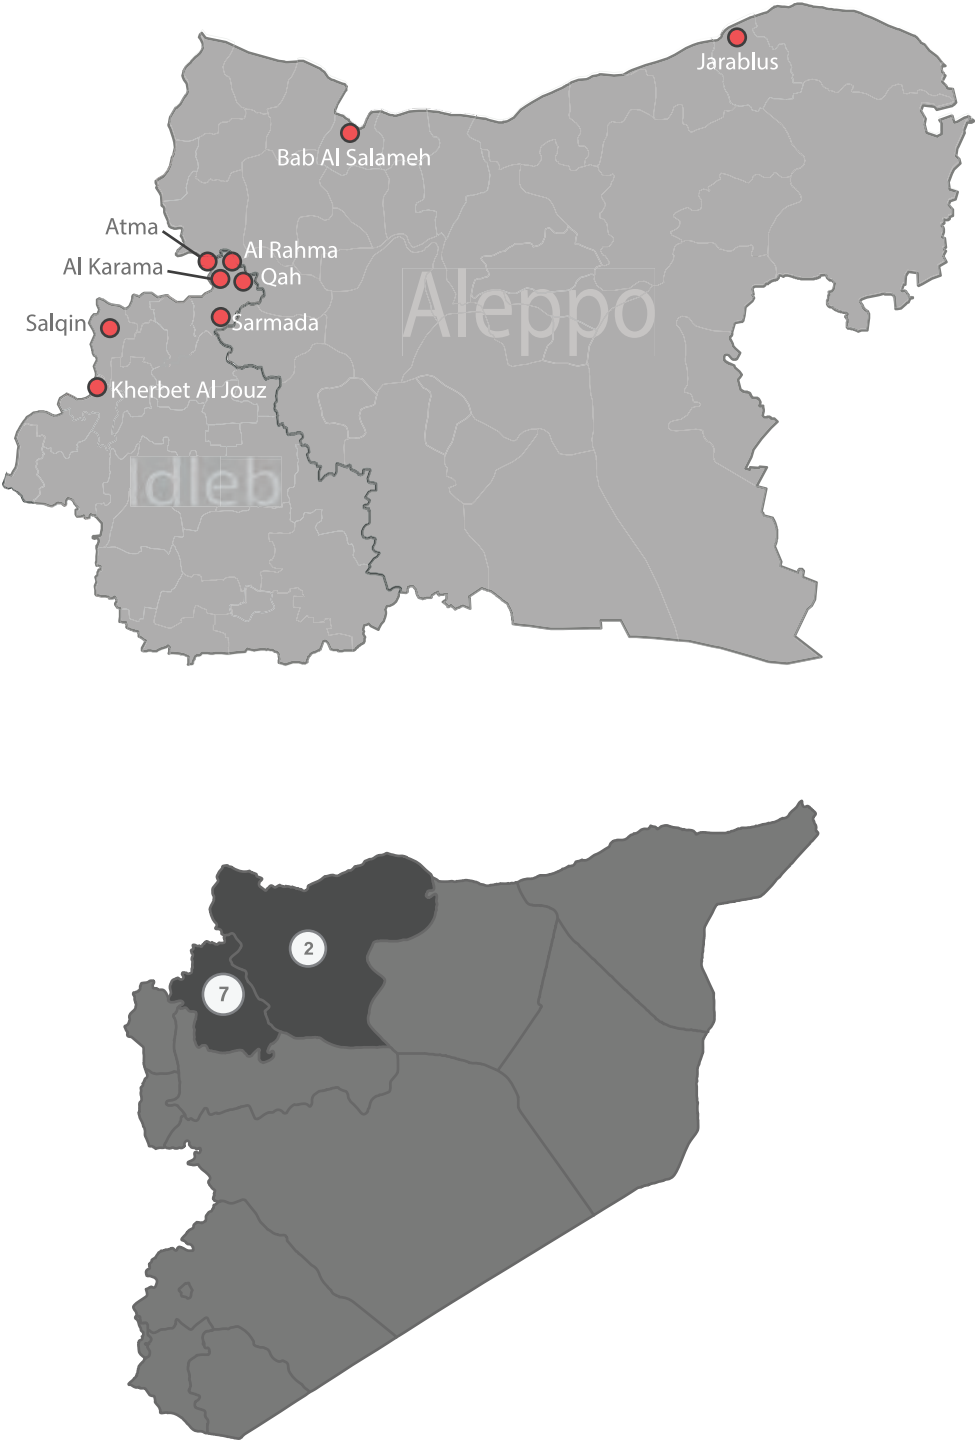 Jarablus
Bab Al Salameh
Atma
Al Rahma
Al Karama
Qah
Aleppo
Salqin
Sarmada
Kherbet Al Jouz
Idleb
2
7